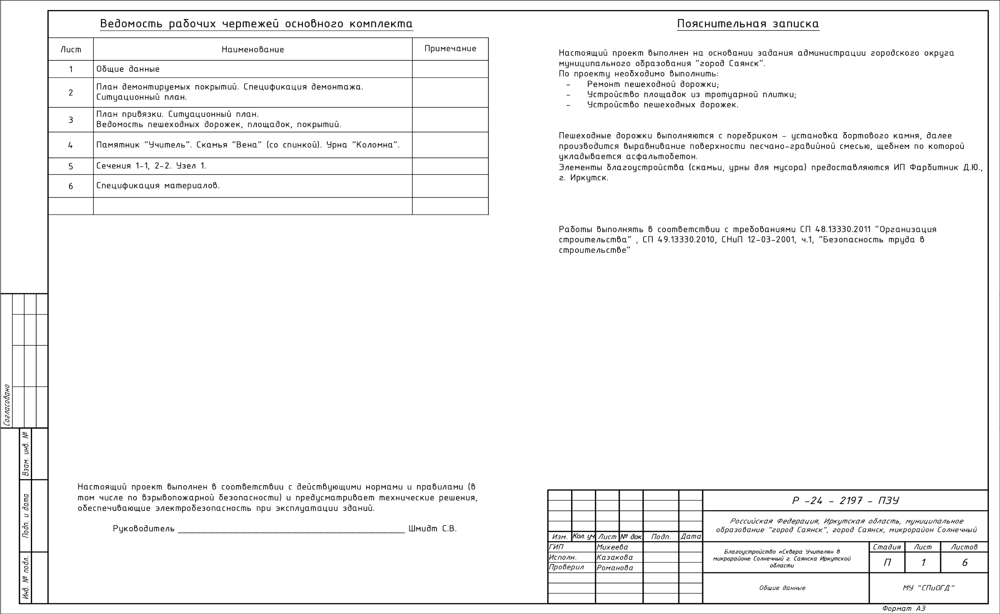 Ведомость рабочих чертежей основного комплекта
Лист Наименование Примечание
1 Общие данные
2 План демонтируемых покрытий. Спецификация демонтажа.
Ситуационный план.
3 План привязки. Ситуационный план.
Ведомость пешеходных дорожек, площадок, покрытий.
4 Памятник "Учитель". Скамья "Вена" (со спинкой). Урна "Коломна".
5 Сечения 1-1, 2-2. Узел 1.
6 Спецификация материалов.
Пояснительная записка
Настоящий проект выполнен на основании задания администрации городского округа
муниципального образования "город Саянск".
По проекту необходимо выполнить:
- Ремонт пешеходной дорожки;
- Устройство площадок из тротуарной плитки;
- Устройство пешеходных дорожек.
Пешеходные дорожки выполняются с поребриком - установка бортового камня, далее
производится выравнивание поверхности песчано-гравийной смесью, щебнем по которой
укладывается асфальтобетон.
Элементы благоустройства (скамьи, урны для мусора) предоставляются ИП Фарбитник Д.Ю.,
г. Иркутск.
Работы выполнять в соответствии с требованиями СП 48.13330.2011 "Организация
строительства" , СП 49.13330.2010, СНиП 12-03-2001, ч.1, "Безопасность труда в
строительстве"
Согласовано
Взам. инв. №
Подп. и дата
Инв. № подл.
Настоящий проект выполнен в соответствии с действующими нормами и правилами (в
том числе по взрывопожарной безопасности) и предусматривает технические решения,
обеспечивающие электробезопасность при эксплуатации зданий.
Руководитель ________________ Шмидт С.В.
Р -24 - 2197 - ПЗУ
Российская Федерация, Иркутская область, муниципальное
образование "город Саянск", город Саянск, микрорайон Солнечный
Изм. Кол. уч. Лист № док. Подп. Дата
ГИП Михеева
Исполн. Казакова
Проверил Романова
Благоустройство «Сквера Учителя» в
микрорайоне Солнечный г. Саянска Иркутской
области
Стадия Лист Листов
П 1 6
Общие данные
МУ "СПиОГД"
Формат А3